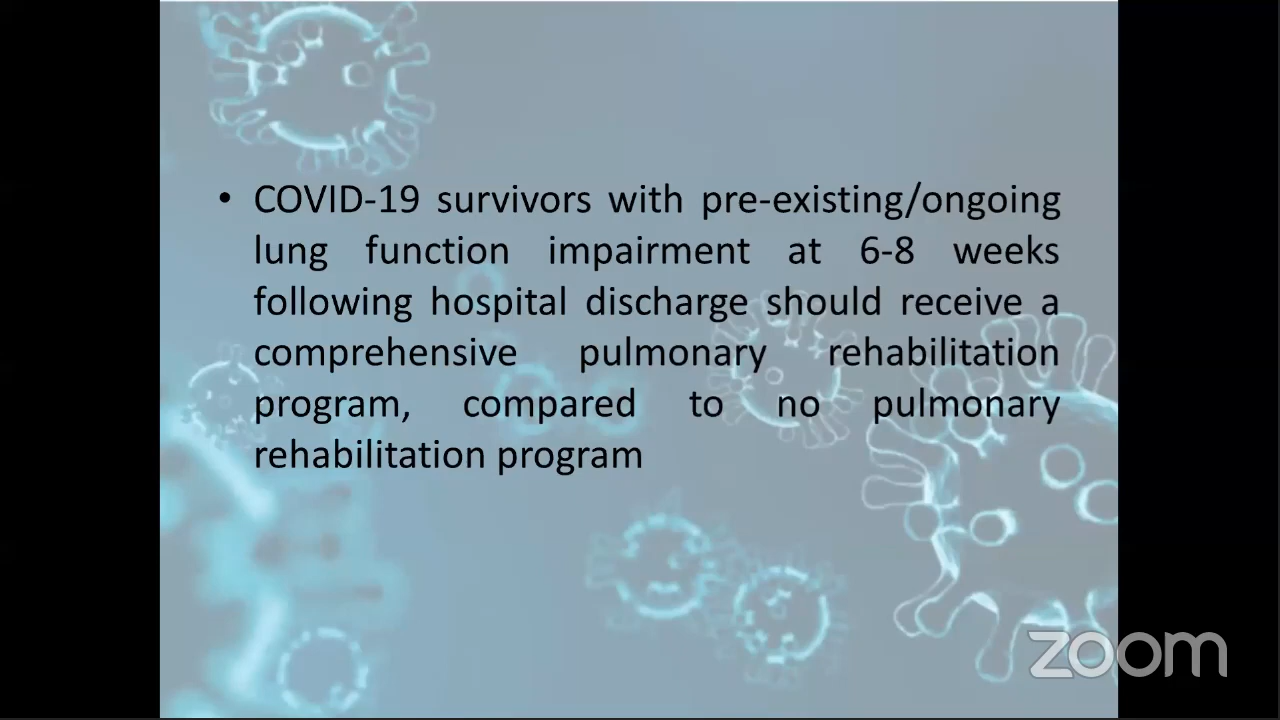 • COVID-19 survivors with pre-existing/ongoing
lung function impairment at 6-8 weeks
following hospital discharge should receive a
comprehensive pulmonary rehabilitation
program, compared to no pulmonary
rehabilitation program
zoom